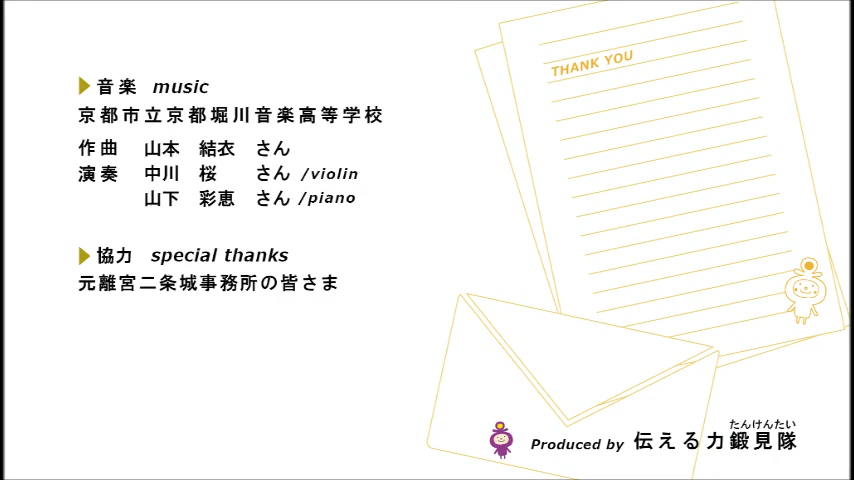 ▶音楽 music
京都市立京都堀川音楽高等学校
作曲 山本 結衣 さん
演奏 中川 桜 さん /violin
山下 彩恵 さん /piano
▶協力 special thanks
元離宮二条城事務所の皆さま
THANK YOU
たんけんたい
Produced by 伝える力鍛見隊